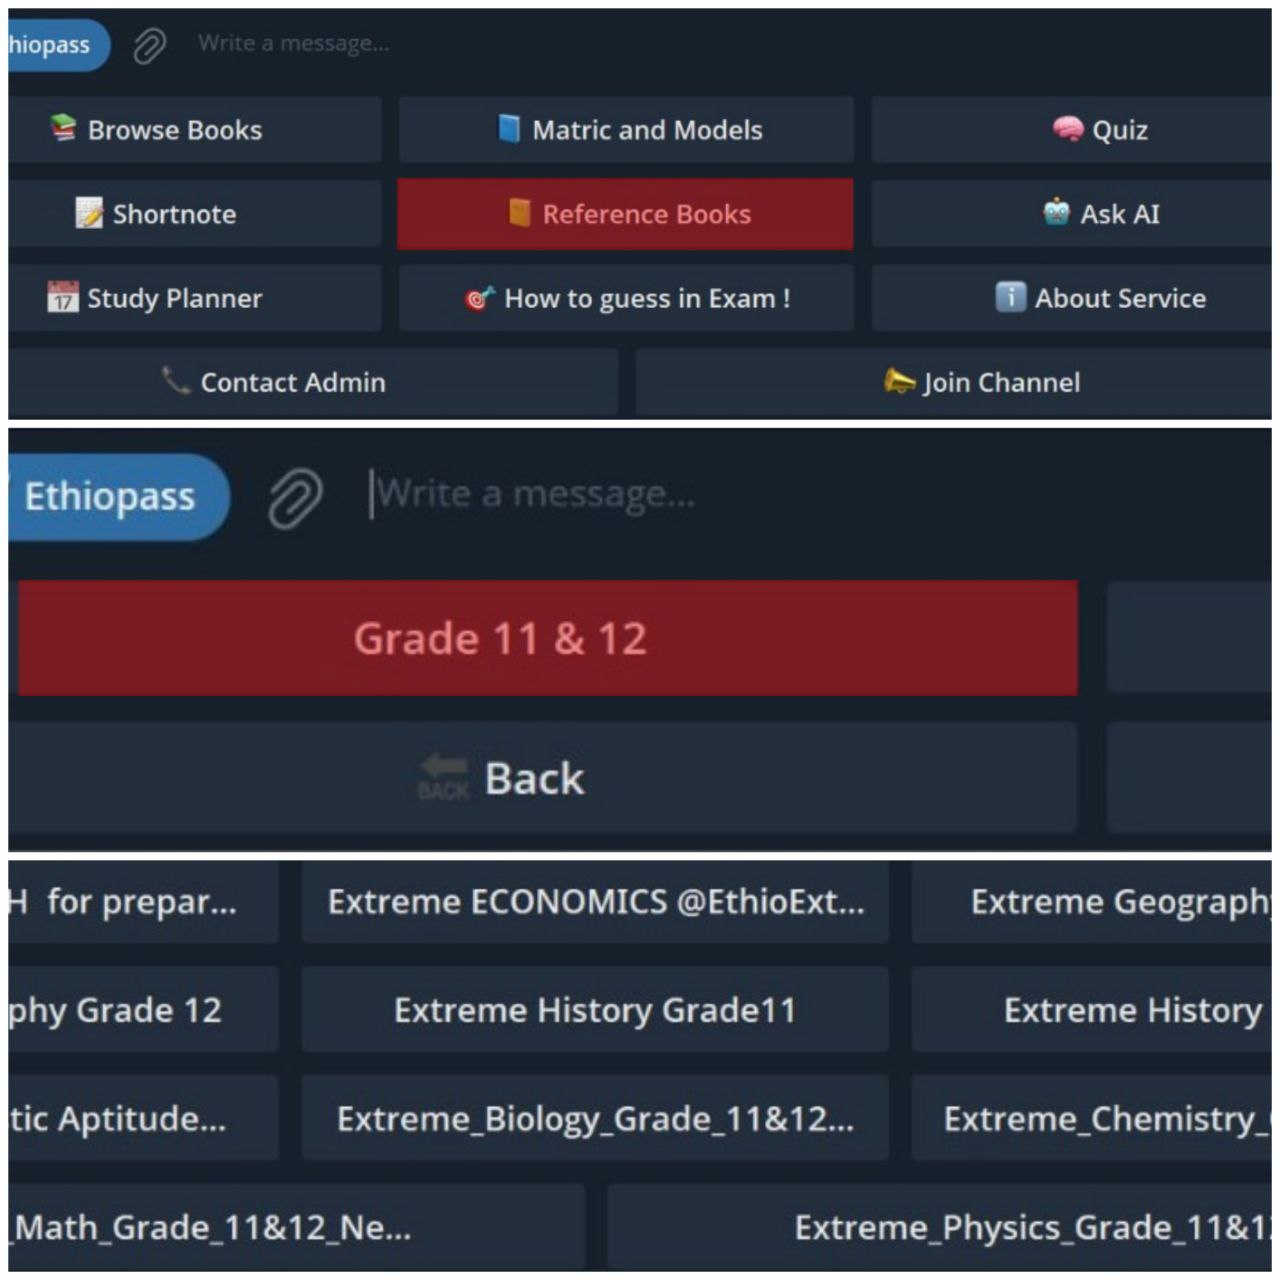 hiopass Write a message...
Browse Books Matric and Models Quiz
Shortnote Reference Books Ask AI
17 Study Planner How to guess in Exam ! About Service
Contact Admin Join Channel
Ethiopass Write a message...
Grade 11 & 12
BACK Back
H for prepar... Extreme ECONOMICS @EthioExt... Extreme Geography
phy Grade 12 Extreme History Grade11 Extreme History
tic Aptitude... Extreme_Biology_Grade_11&12... Extreme_Chemistry_
_Math_Grade_11&12_Ne... Extreme_Physics_Grade_11&12